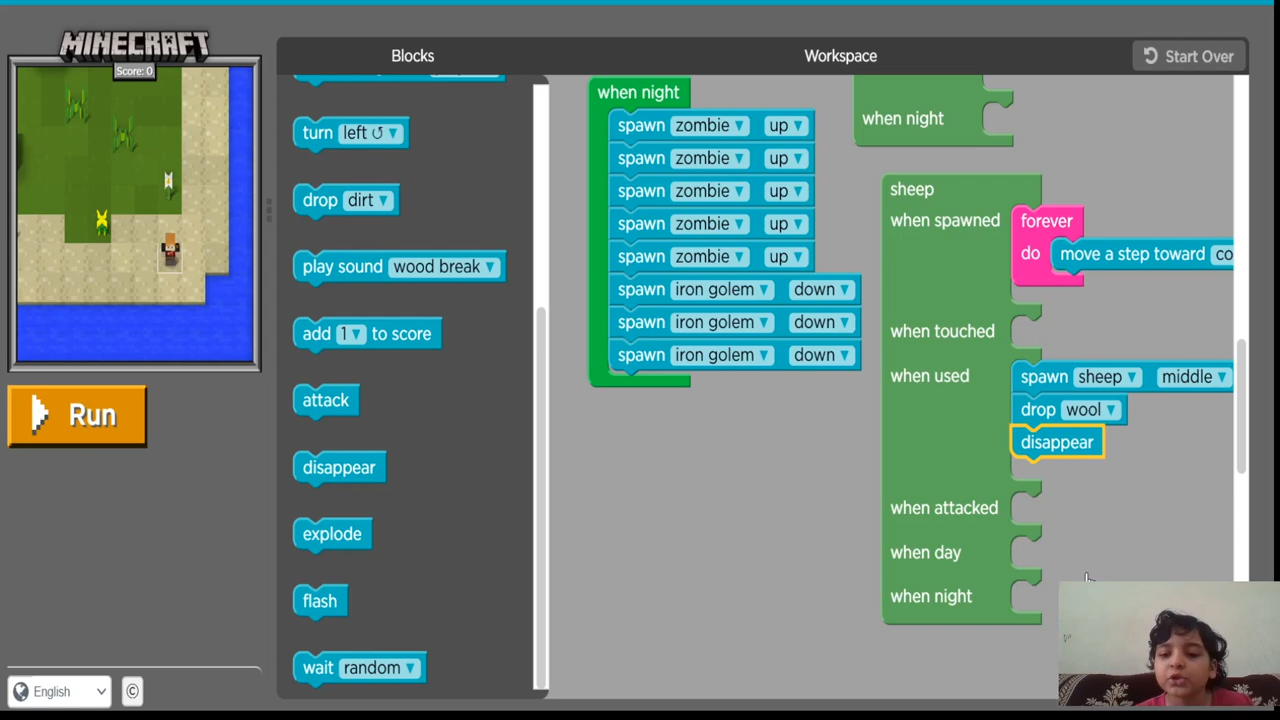 MINECRAFT
Score: 0
Run
English
©
Blocks
Workspace
Start Over
turn left ↺
drop dirt
play sound wood break
add 1 to score
attack
disappear
explode
flash
wait random
when night
spawn zombie up
spawn zombie up
spawn zombie up
spawn zombie up
spawn zombie up
spawn iron golem down
spawn iron golem down
spawn iron golem down
when night
sheep
when spawned
forever
do move a step toward co
when touched
when used
spawn sheep middle
drop wool
disappear
when attacked
when day
when night